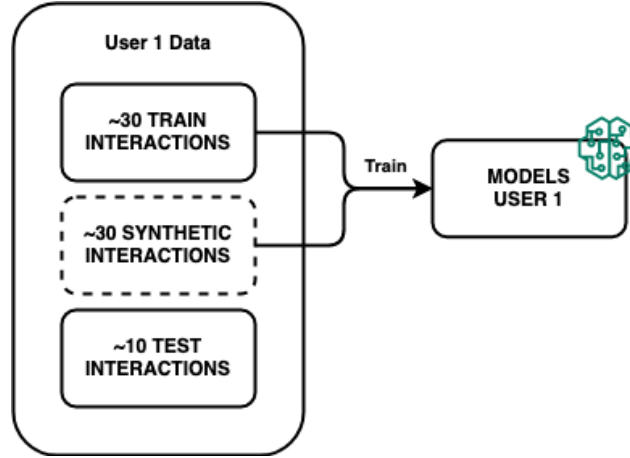 User 1 Data
~30 TRAIN
INTERACTIONS
~30 SYNTHETIC
INTERACTIONS
~10 TEST
INTERACTIONS
Train
MODELS
USER 1